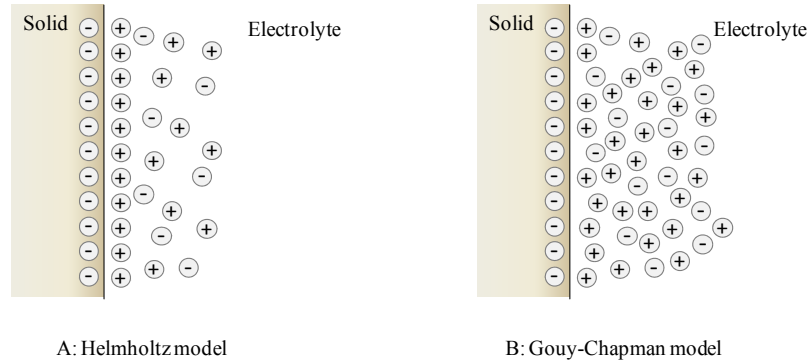 Solid
Electrolyte
Solid
Electrolyte
A: Helmholtz model
B: Gouy-Chapman model